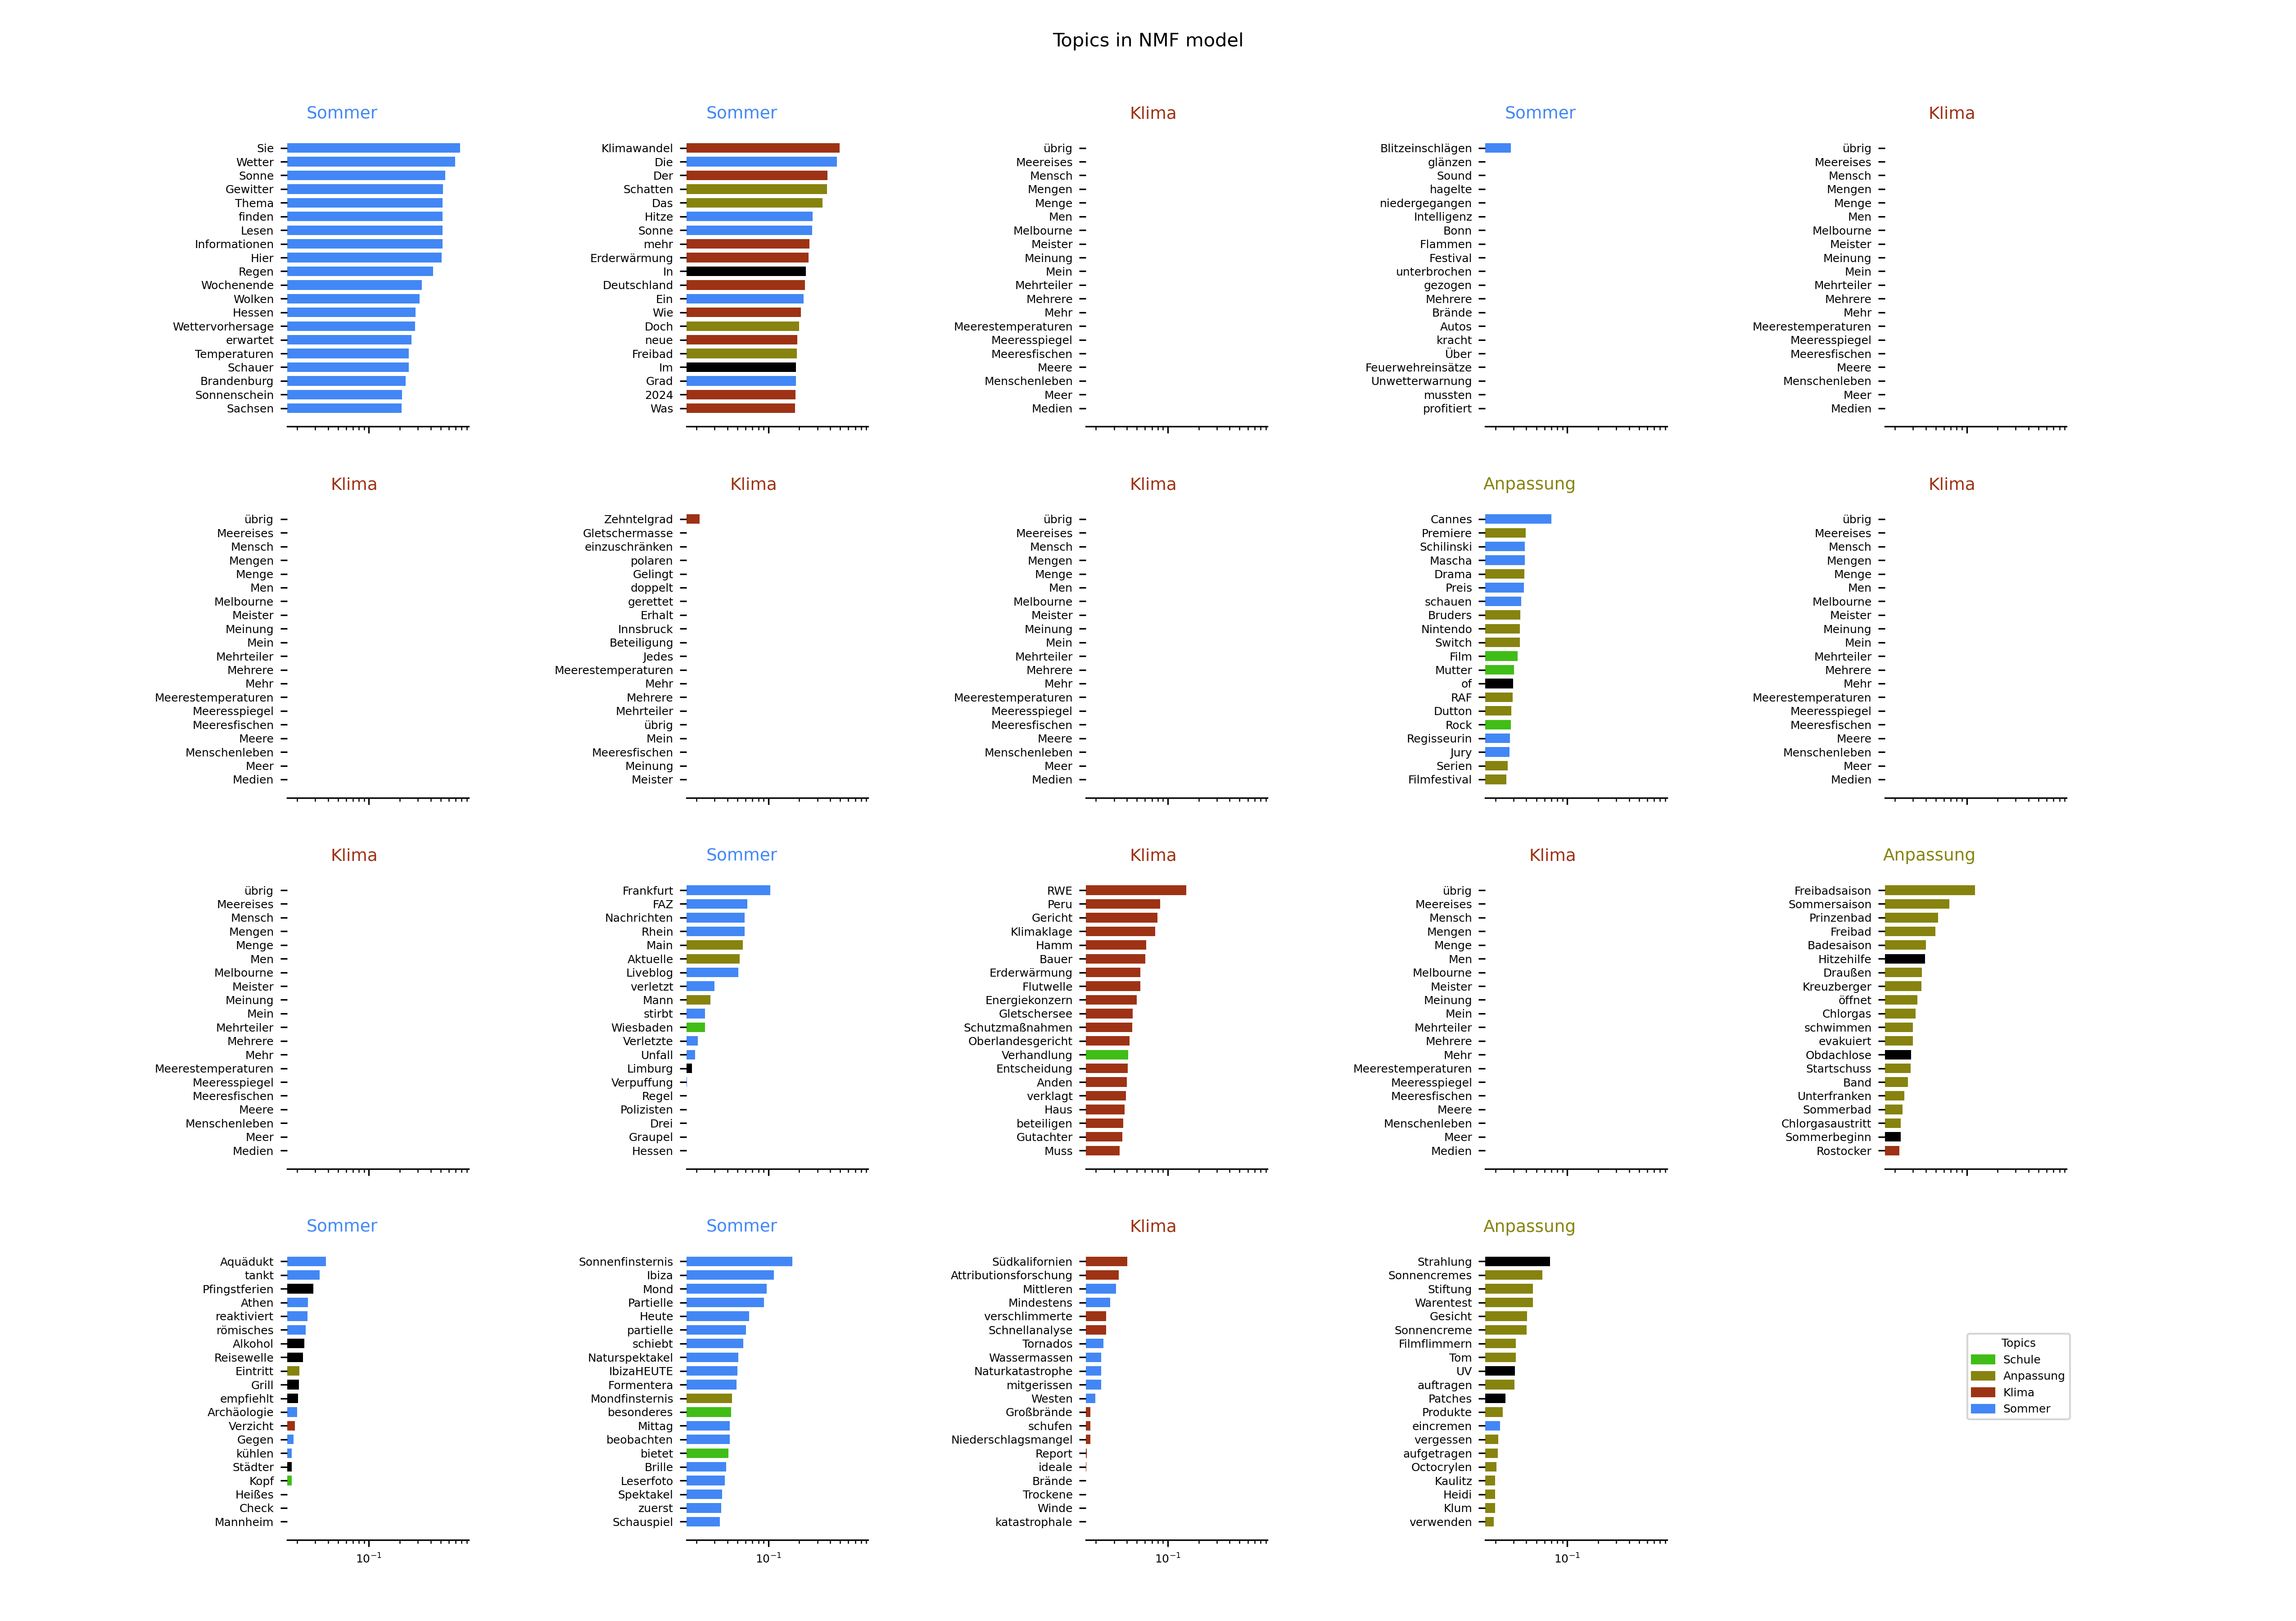 Topics in NMF model
Sommer
Sie
Wetter
Sonne
Gewitter
Thema
finden
Lesen
Informationen
Hier
Regen
Wochenende
Wolken
Hessen
Wettervorhersage
erwartet
Temperaturen
Schauer
Brandenburg
Sonnenschein
Sachsen
Sommer
Klimawandel
Die
Der
Schatten
Das
Hitze
Sonne
mehr
Erderwärmung
In
Deutschland
Ein
Wie
Doch
neue
Freibad
Im
Grad
2024
Was
Klima
übrig
Meereises
Mensch
Mengen
Menge
Men
Melbourne
Meister
Meinung
Mein
Mehrteiler
Mehrere
Mehr
Meerestemperaturen
Meeresspiegel
Meeresfischen
Meere
Menschenleben
Meer
Medien
Sommer
Blitzeinschlägen
glänzen
Sound
hagelte
niedergegangen
Intelligenz
Bonn
Flammen
Festival
unterbrochen
gezogen
Mehrere
Brände
Autos
kracht
Über
Feuerwehreinsätze
Unwetterwarnung
mussten
profitiert
Klima
übrig
Meereises
Mensch
Mengen
Menge
Men
Melbourne
Meister
Meinung
Mein
Mehrteiler
Mehrere
Mehr
Meerestemperaturen
Meeresspiegel
Meeresfischen
Meere
Menschenleben
Meer
Medien
Klima
übrig
Meereises
Mensch
Mengen
Menge
Men
Melbourne
Meister
Meinung
Mein
Mehrteiler
Mehrere
Mehr
Meerestemperaturen
Meeresspiegel
Meeresfischen
Meere
Menschenleben
Meer
Medien
Klima
Zehntelgrad
Gletschermasse
einzuschränken
polaren
Gelingt
doppelt
gerettet
Erhalt
Innsbruck
Beteiligung
Jedes
Meerestemperaturen
Mehr
Mehrere
Mehrteiler
übrig
Mein
Meeresfischen
Meinung
Meister
Klima
übrig
Meereises
Mensch
Mengen
Menge
Men
Melbourne
Meister
Meinung
Mein
Mehrteiler
Mehrere
Mehr
Meerestemperaturen
Meeresspiegel
Meeresfischen
Meere
Menschenleben
Meer
Medien
Anpassung
Cannes
Premiere
Schilinski
Mascha
Drama
Preis
schauen
Bruders
Nintendo
Switch
Film
Mutter
of
RAF
Dutton
Rock
Regisseurin
Jury
Serien
Filmfestival
Klima
übrig
Meereises
Mensch
Mengen
Menge
Men
Melbourne
Meister
Meinung
Mein
Mehrteiler
Mehrere
Mehr
Meerestemperaturen
Meeresspiegel
Meeresfischen
Meere
Menschenleben
Meer
Medien
Klima
übrig
Meereises
Mensch
Mengen
Menge
Men
Melbourne
Meister
Meinung
Mein
Mehrteiler
Mehrere
Mehr
Meerestemperaturen
Meeresspiegel
Meeresfischen
Meere
Menschenleben
Meer
Medien
Sommer
Frankfurt
FAZ
Nachrichten
Rhein
Main
Aktuelle
Liveblog
verletzt
Mann
stirbt
Wiesbaden
Verletzte
Unfall
Limburg
Verpuffung
Regel
Polizisten
Drei
Graupel
Hessen
Klima
RWE
Peru
Gericht
Klimaklage
Hamm
Bauer
Erderwärmung
Flutwelle
Energiekonzern
Gletschersee
Schutzmaßnahmen
Oberlandesgericht
Verhandlung
Entscheidung
Anden
verklagt
Haus
beteiligen
Gutachter
Muss
Klima
übrig
Meereises
Mensch
Mengen
Menge
Men
Melbourne
Meister
Meinung
Mein
Mehrteiler
Mehrere
Mehr
Meerestemperaturen
Meeresspiegel
Meeresfischen
Meere
Menschenleben
Meer
Medien
Anpassung
Freibadsaison
Sommersaison
Prinzenbad
Freibad
Badesaison
Hitzehilfe
Draußen
Kreuzberger
öffnet
Chlorgas
schwimmen
evakuiert
Obdachlose
Startschuss
Band
Unterfranken
Sommerbad
Chlorgasaustritt
Sommerbeginn
Rostocker
Sommer
Aquädukt
tankt
Pfingstferien
Athen
reaktiviert
römisches
Alkohol
Reisewelle
Eintritt
Grill
empfiehlt
Archäologie
Verzicht
Gegen
kühlen
Städter
Kopf
Heißes
Check
Mannheim
10⁻¹
Sommer
Sonnenfinsternis
Ibiza
Mond
Partielle
Heute
partielle
schiebt
Naturspektakel
IbizaHEUTE
Formentera
Mondfinsternis
besonderes
Mittag
beobachten
bietet
Brille
Leserfoto
Spektakel
zuerst
Schauspiel
10⁻¹
Klima
Südkalifornien
Attributionsforschung
Mittleren
Mindestens
verschlimmerte
Schnellanalyse
Tornados
Wassermassen
Naturkatastrophe
mitgerissen
Westen
Großbrände
schufen
Niederschlagsmangel
Report
ideale
Brände
Trockene
Winde
katastrophale
10⁻¹
Anpassung
Strahlung
Sonnencremes
Stiftung
Warentest
Gesicht
Sonnencreme
Filmflimmern
Tom
UV
auftragen
Patches
Produkte
eincremen
vergessen
aufgetragen
Octocrylen
Kaulitz
Heidi
Klum
verwenden
10⁻¹
Topics
Schule
Anpassung
Klima
Sommer